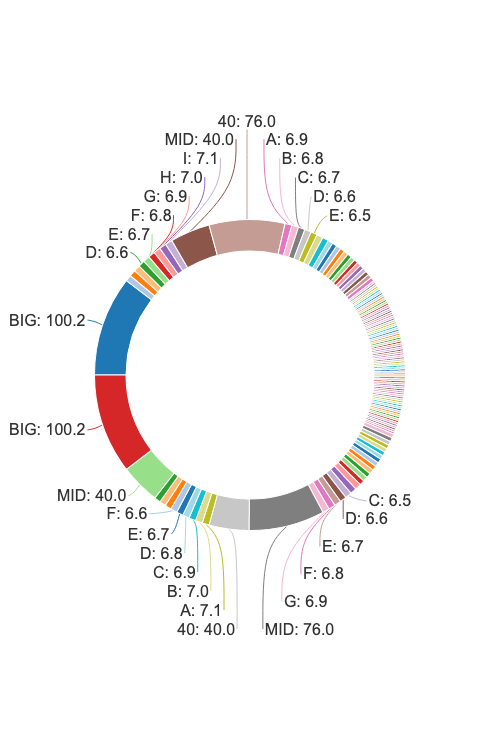 40: 76.0
MID: 40.0
A: 6.9
I: 7.1
B: 6.8
H: 7.0
C: 6.7
G: 6.9
D: 6.6
F: 6.8
E: 6.5
E: 6.7
D: 6.6
BIG: 100.2
BIG: 100.2
MID: 40.0
C: 6.5
F: 6.6
D: 6.6
E: 6.7
E: 6.7
D: 6.8
C: 6.9
F: 6.8
B: 7.0
G: 6.9
A: 7.1
40: 40.0
MID: 76.0